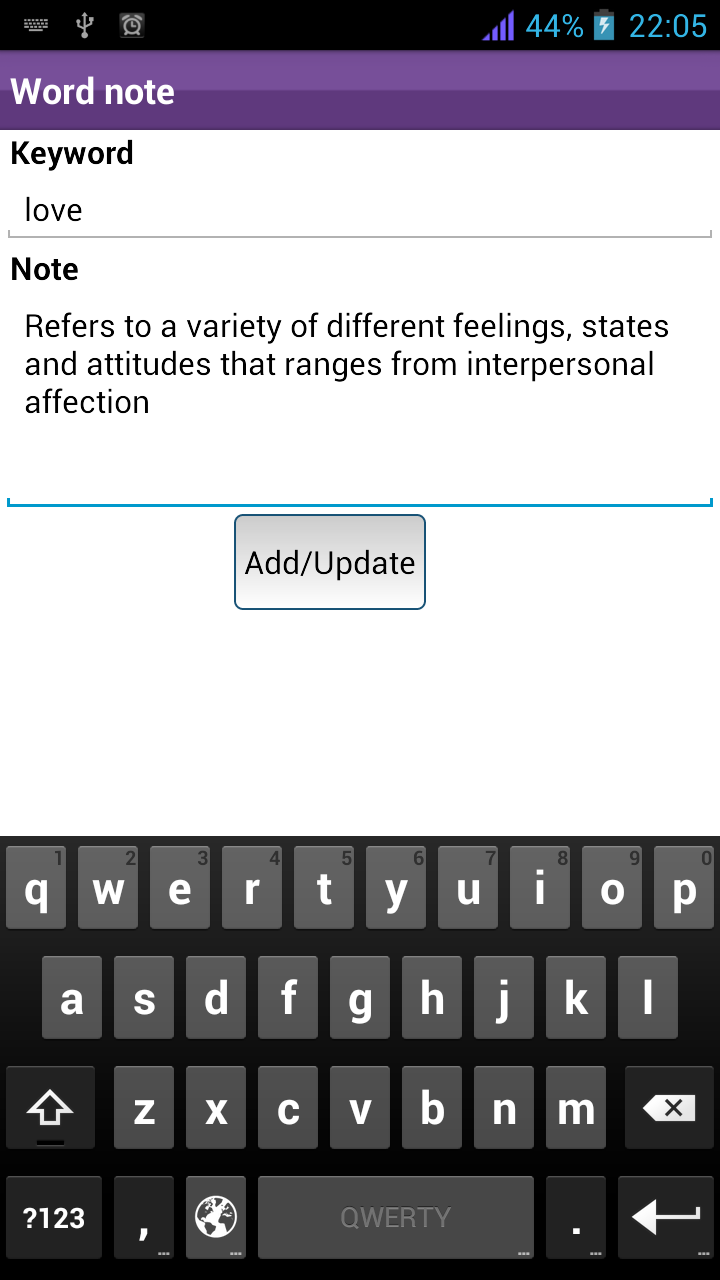 44% 22:05
Word note
Keyword
love
Note
Refers to a variety of different feelings, states
and attitudes that ranges from interpersonal
affection
Add/Update
1 2 3 4 5 6 7 8 9 0
q w e r t y u i o p
a s d f g h j k l
z x c v b n m
?123 , QWERTY .